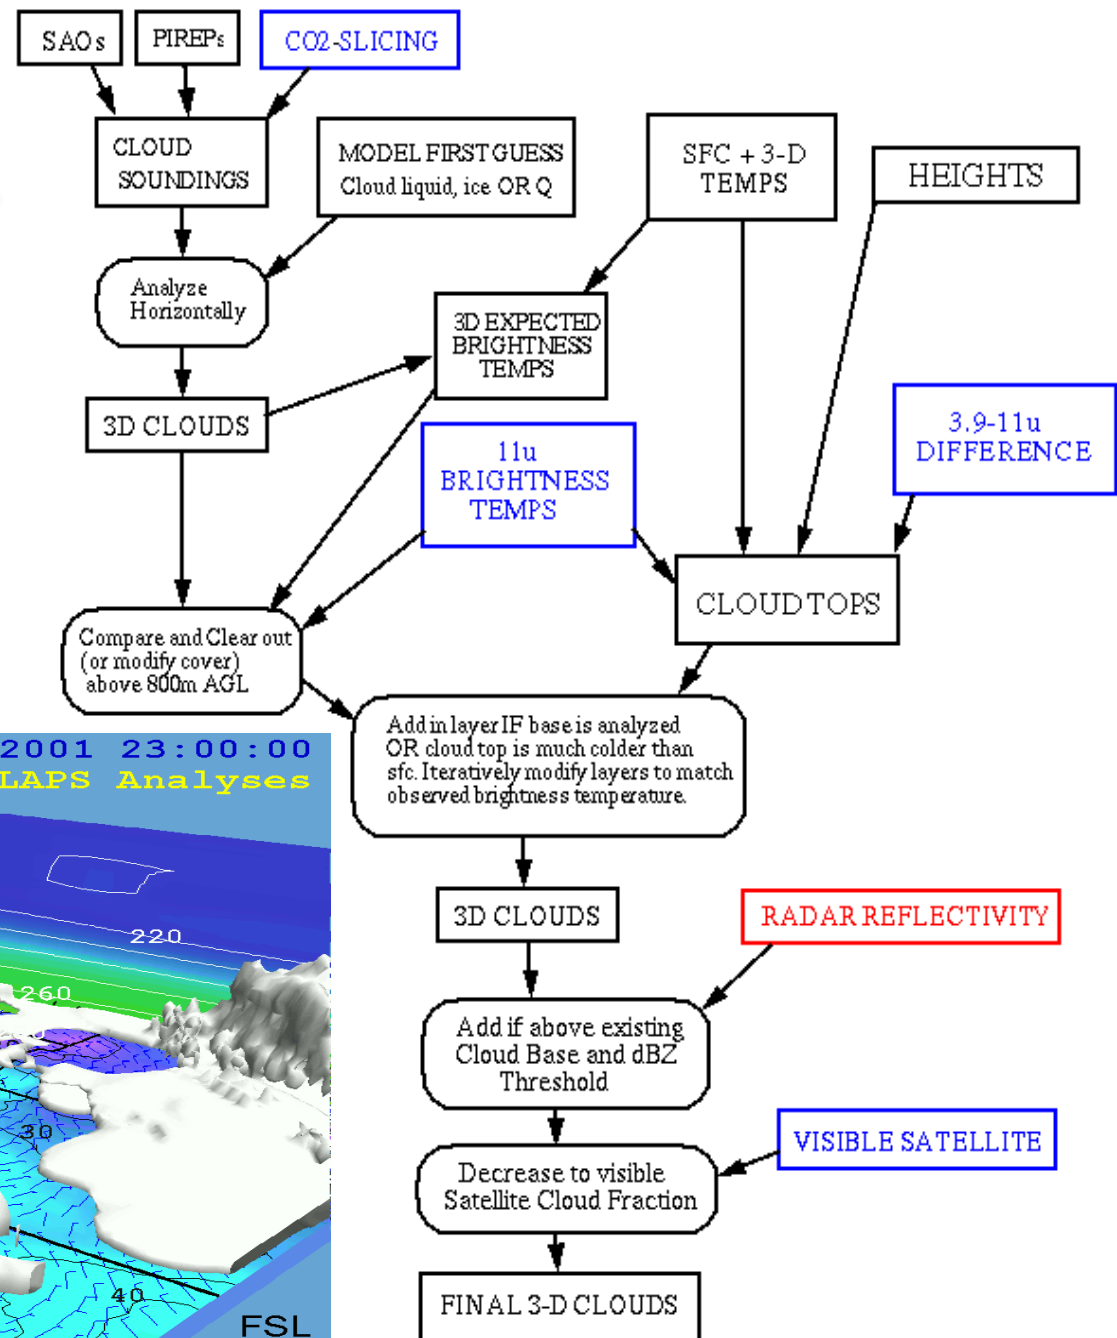 SAOs
PIREPs
CO2-SLICING
CLOUD
SOUNDINGS
MODEL FIRST GUESS
Cloud liquid, ice OR Q
SFC + 3-D
TEMPS
HEIGHTS
Analyze
Horizontally
3D EXPECTED
BRIGHTNESS
TEMPS
3D CLOUDS
11u
BRIGHTNESS
TEMPS
3.9-11u
DIFFERENCE
CLOUD TOPS
Compare and Clear out
(or modify cover)
above 800m AGL
Add in layer IF base is analyzed
OR cloud top is much colder than
sfc. Iteratively modify layers to match
observed brightness temperature.
2001 23:00:00
LAPS Analyses
220
260
30
40
FSL
3D CLOUDS
RADAR REFLECTIVITY
Add if above existing
Cloud Base and dBZ
Threshold
VISIBLE SATELLITE
Decrease to visible
Satellite Cloud Fraction
FINAL 3-D CLOUDS